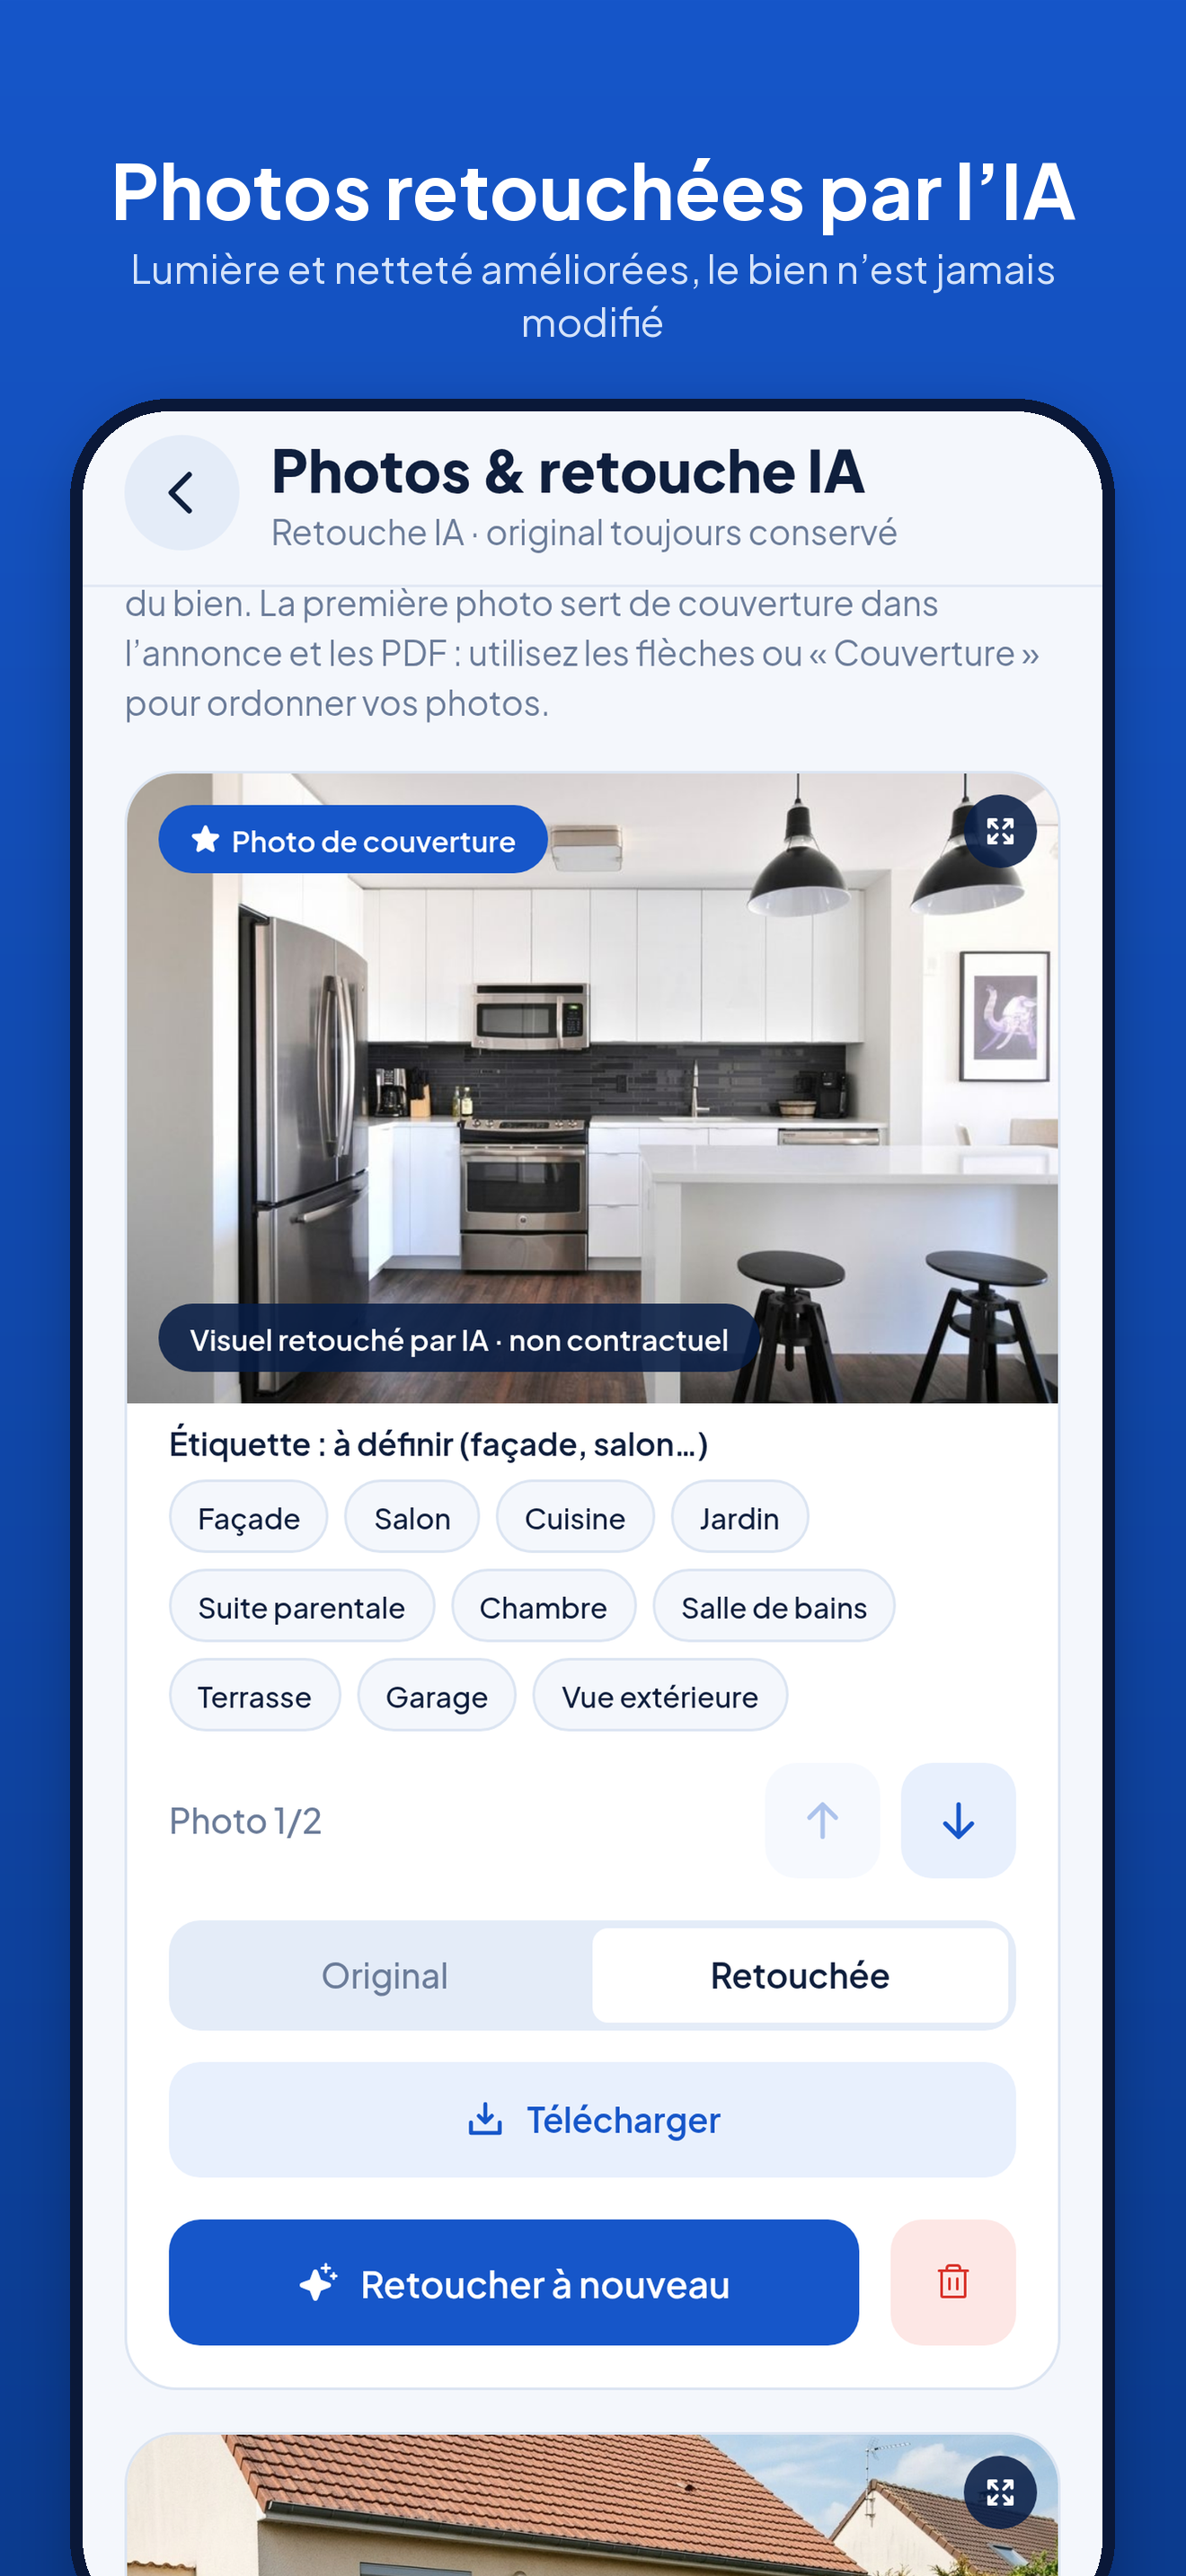 Photos retouchées par l’IA
Lumière et netteté améliorées, le bien n’est jamais
modifié
Photos & retouche IA
Retouche IA · original toujours conservé
du bien. La première photo sert de couverture dans
l’annonce et les PDF : utilisez les flèches ou « Couverture »
pour ordonner vos photos.
Photo de couverture
Visuel retouché par IA · non contractuel
Étiquette : à définir (façade, salon…)
Façade
Salon
Cuisine
Jardin
Suite parentale
Chambre
Salle de bains
Terrasse
Garage
Vue extérieure
Photo 1/2
Original
Retouchée
Télécharger
Retoucher à nouveau